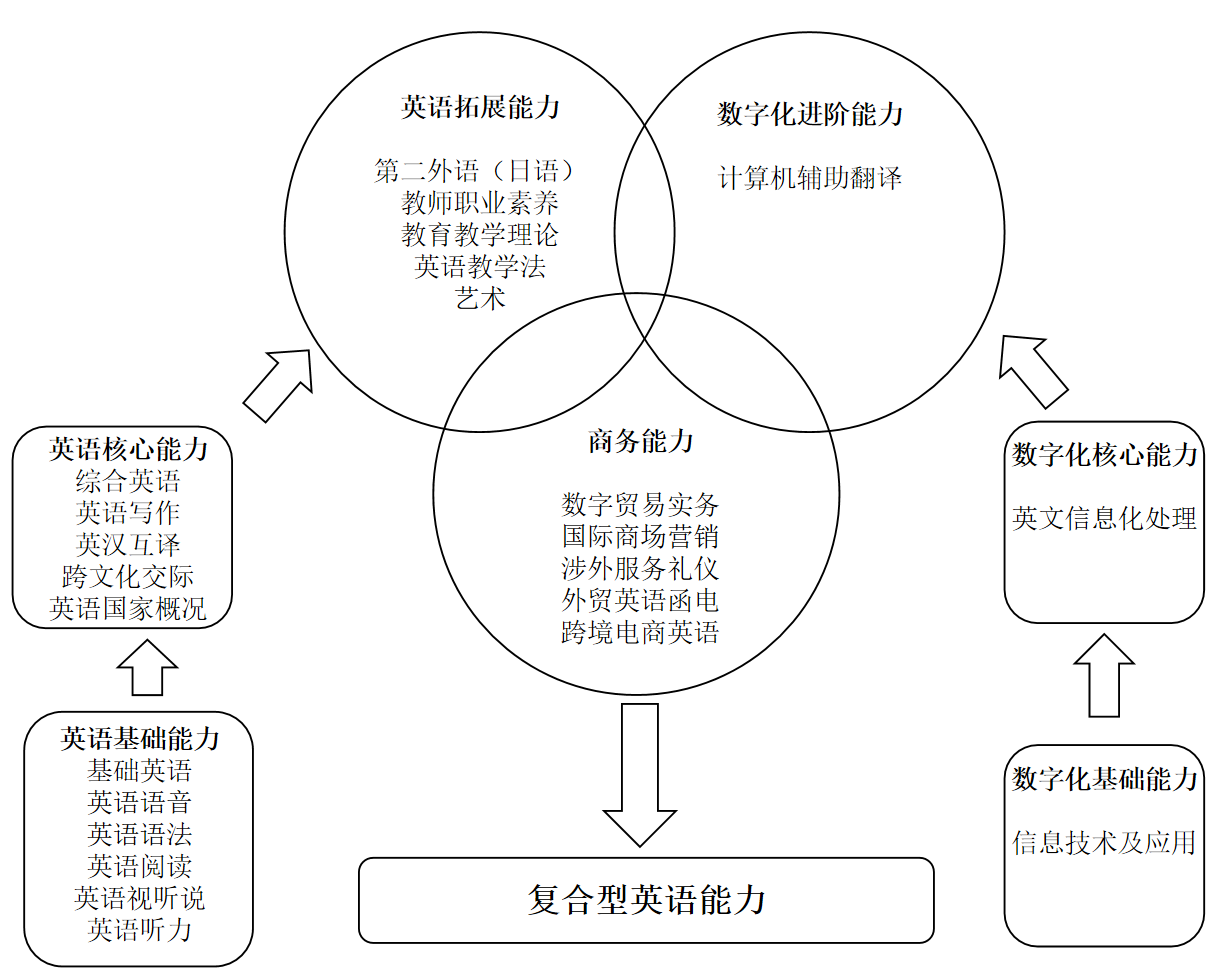 英语拓展能力
第二外语（日语）
教师职业素养
教育教学理论
英语教学法
艺术
数字化进阶能力
计算机辅助翻译
商务能力
数字贸易实务
国际商场营销
涉外服务礼仪
外贸英语函电
跨境电商英语
英语核心能力
综合英语
英语写作
英汉互译
跨文化交际
英语国家概况
英语基础能力
基础英语
英语语音
英语语法
英语阅读
英语视听说
英语听力
数字化核心能力
英文信息化处理
数字化基础能力
信息技术及应用
复合型英语能力